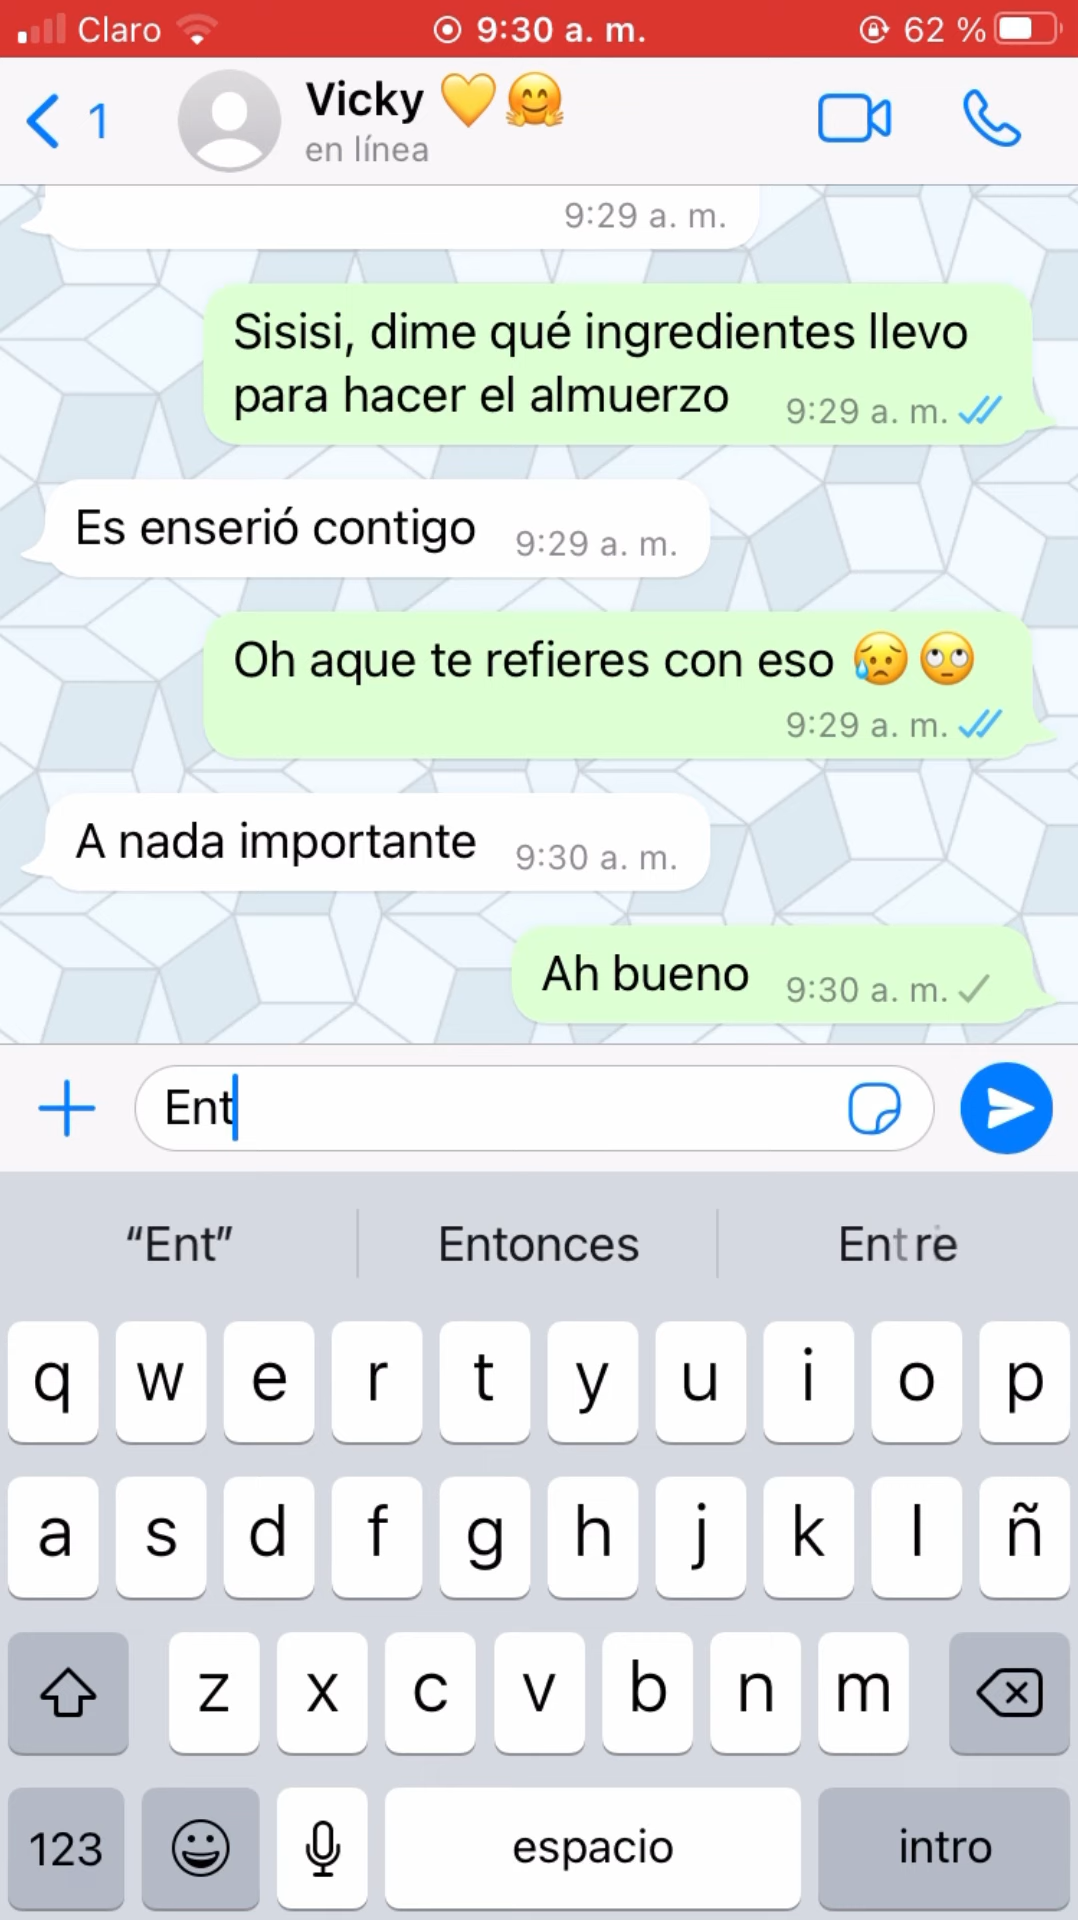 Claro 9:30 a. m. 62 %
1 Vicky 💛🤗
en línea
9:29 a. m.
Sisisi, dime qué ingredientes llevo
para hacer el almuerzo 9:29 a. m.
Es enserió contigo 9:29 a. m.
Oh aque te refieres con eso 😥🙄
9:29 a. m.
A nada importante 9:30 a. m.
Ah bueno 9:30 a. m.
Ent
“Ent” Entonces Entre
q w e r t y u i o p
a s d f g h j k l ñ
z x c v b n m
123 espacio intro